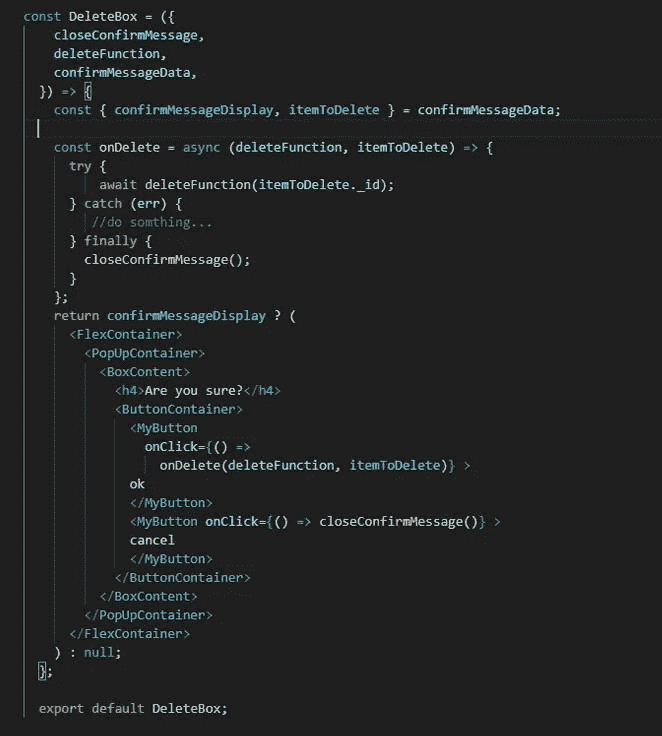 const DeleteBox = ({
closeConfirmMessage,
deleteFunction,
confirmMessageData,
}) => {
const { confirmMessageDisplay, itemToDelete } = confirmMessageData;
const onDelete = async (deleteFunction, itemToDelete) => {
try {
await deleteFunction(itemToDelete._id);
} catch (err) {
//do somthing...
} finally {
closeConfirmMessage();
}
};
return confirmMessageDisplay ? (
<FlexContainer>
<PopUpContainer>
<BoxContent>
<h4>Are you sure?</h4>
<ButtonContainer>
<MyButton
onClick={() =>
onDelete(deleteFunction, itemToDelete)} >
ok
</MyButton>
<MyButton onClick={() => closeConfirmMessage()} >
cancel
</MyButton>
</ButtonContainer>
</BoxContent>
</PopUpContainer>
</FlexContainer>
) : null;
};
export default DeleteBox;